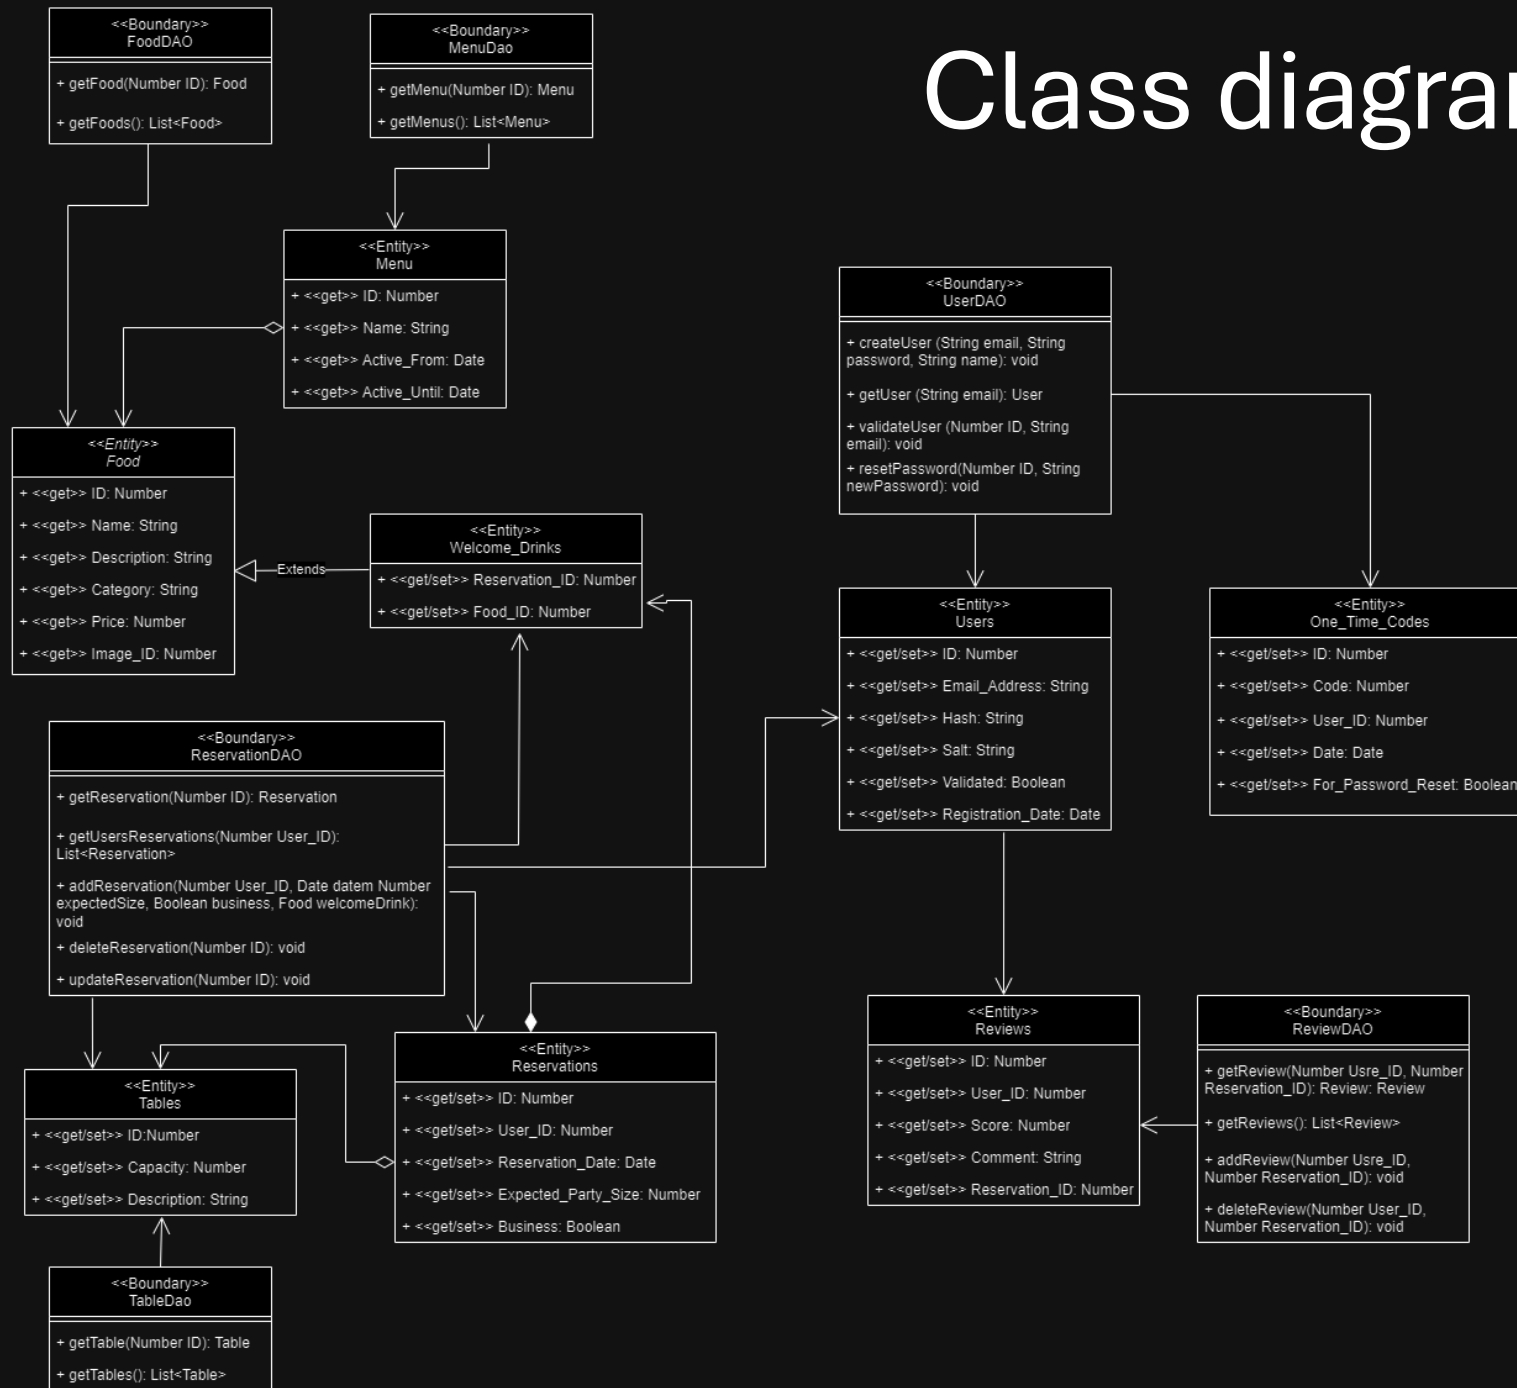 <<Boundary>>
FoodDAO
+ getFood(Number ID): Food
+ getFoods(): List<Food>
<<Boundary>>
MenuDao
+ getMenu(Number ID): Menu
+ getMenus(): List<Menu>
Class diagra
<<Entity>>
Menu
+ <<get>> ID: Number
+ <<get>> Name: String
+ <<get>> Active_From: Date
+ <<get>> Active_Until: Date
<<Boundary>>
UserDAO
+ createUser (String email, String
password, String name): void
+ getUser (String email): User
+ validateUser (Number ID, String
email): void
+ resetPassword(Number ID, String
newPassword): void
<<Entity>>
Food
+ <<get>> ID: Number
+ <<get>> Name: String
+ <<get>> Description: String
+ <<get>> Category: String
+ <<get>> Price: Number
+ <<get>> Image_ID: Number
Extends
<<Entity>>
Welcome_Drinks
+ <<get/set>> Reservation_ID: Number
+ <<get/set>> Food_ID: Number
<<Entity>>
Users
+ <<get/set>> ID: Number
+ <<get/set>> Email_Address: String
+ <<get/set>> Hash: String
+ <<get/set>> Salt: String
+ <<get/set>> Validated: Boolean
+ <<get/set>> Registration_Date: Date
<<Entity>>
One_Time_Codes
+ <<get/set>> ID: Number
+ <<get/set>> Code: Number
+ <<get/set>> User_ID: Number
+ <<get/set>> Date: Date
+ <<get/set>> For_Password_Reset: Boolean
<<Boundary>>
ReservationDAO
+ getReservation(Number ID): Reservation
+ getUsersReservations(Number User_ID):
List<Reservation>
+ addReservation(Number User_ID, Date datem Number
expectedSize, Boolean business, Food welcomeDrink):
void
+ deleteReservation(Number ID): void
+ updateReservation(Number ID): void
<<Entity>>
Tables
+ <<get/set>> ID:Number
+ <<get/set>> Capacity: Number
+ <<get/set>> Description: String
<<Entity>>
Reservations
+ <<get/set>> ID: Number
+ <<get/set>> User_ID: Number
+ <<get/set>> Reservation_Date: Date
+ <<get/set>> Expected_Party_Size: Number
+ <<get/set>> Business: Boolean
<<Entity>>
Reviews
+ <<get/set>> ID: Number
+ <<get/set>> User_ID: Number
+ <<get/set>> Score: Number
+ <<get/set>> Comment: String
+ <<get/set>> Reservation_ID: Number
<<Boundary>>
ReviewDAO
+ getReview(Number Usre_ID, Number
Reservation_ID): Review: Review
+ getReviews(): List<Review>
+ addReview(Number Usre_ID,
Number Reservation_ID): void
+ deleteReview(Number User_ID,
Number Reservation_ID): void
<<Boundary>>
TableDao
+ getTable(Number ID): Table
+ getTables(): List<Table>